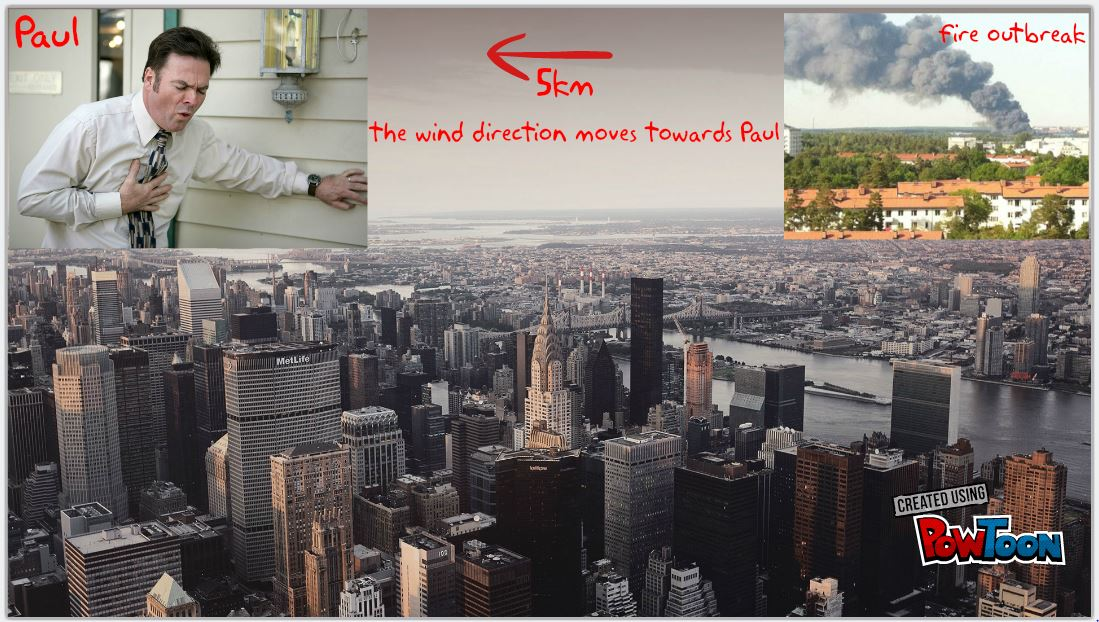 Paul
fire outbreak
5km
the wind direction moves towards Paul
MetLife
CREATED USING
POWTOON